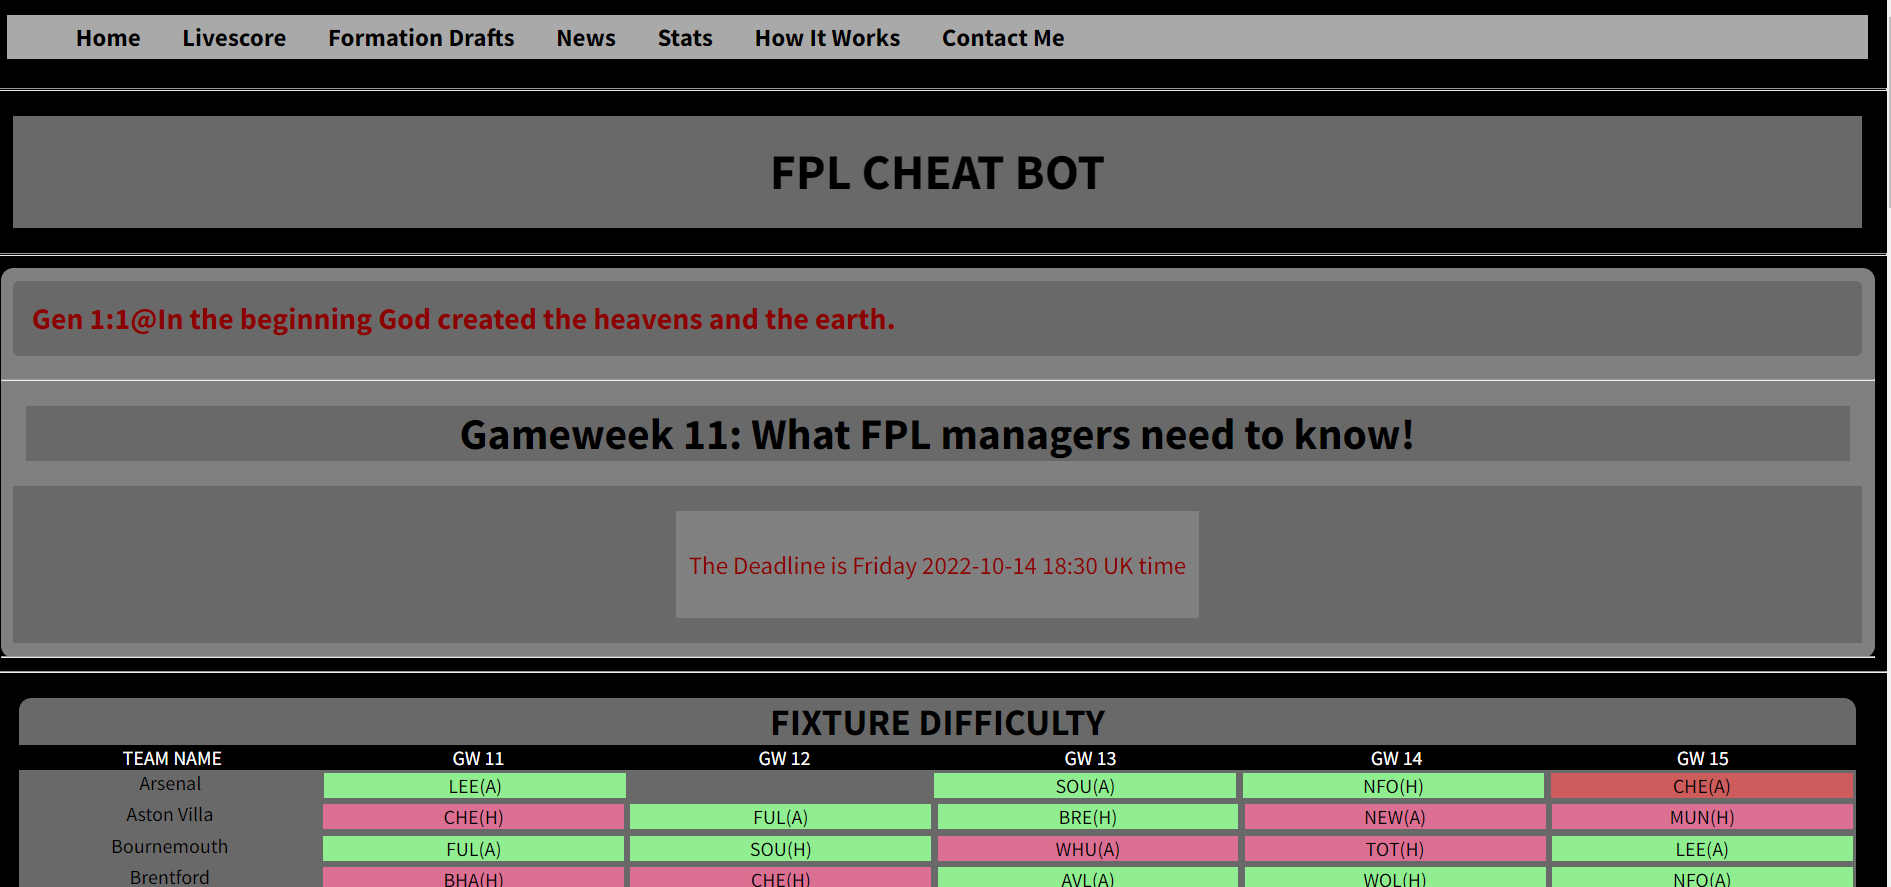 Home Livescore Formation Drafts News Stats How It Works Contact Me
FPL CHEAT BOT
Gen 1:1@In the beginning God created the heavens and the earth.
Gameweek 11: What FPL managers need to know!
The Deadline is Friday 2022-10-14 18:30 UK time
FIXTURE DIFFICULTY
TEAM NAME GW 11 GW 12 GW 13 GW 14 GW 15
Arsenal LEE(A) SOU(A) NFO(H) CHE(A)
Aston Villa CHE(H) FUL(A) BRE(H) NEW(A) MUN(H)
Bournemouth FUL(A) SOU(H) WHU(A) TOT(H) LEE(A)
Brentford BHA(H) CHE(H) AVL(A) WOL(H) NFO(A)